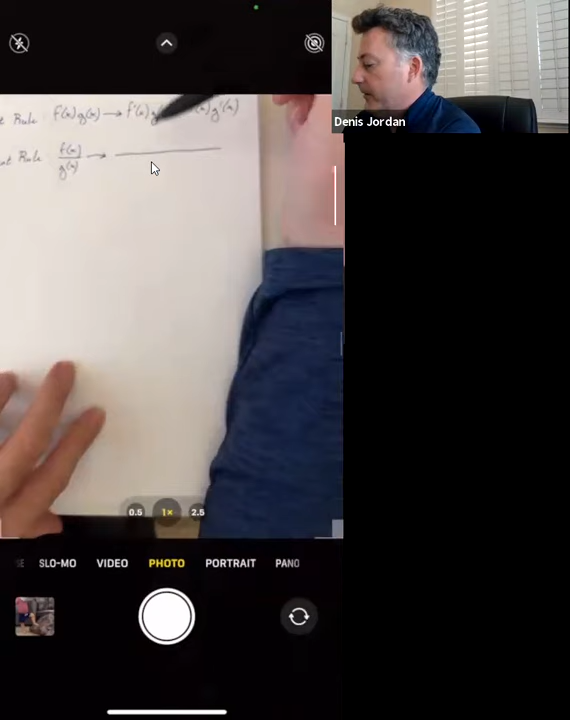 Denis Jordan
Rule f(x)g(x) → f'(x)g g'(x)
Rule f(x)/g(x) →
0.5 1× 2.5
SLO-MO VIDEO PHOTO PORTRAIT PANO